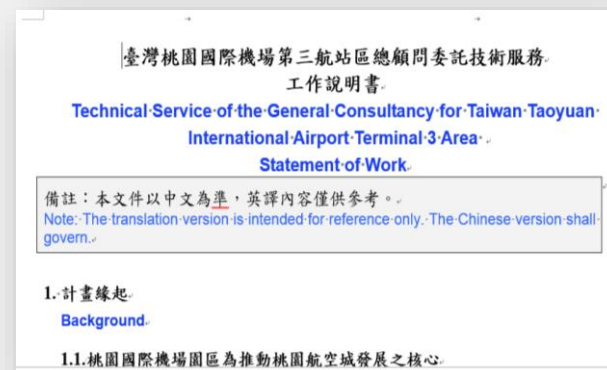 臺灣桃園國際機場第三航站區總顧問委託技術服務
工作說明書
Technical Service of the General Consultancy for Taiwan Taoyuan
International Airport Terminal 3 Area
Statement of Work
備註：本文件以中文為準，英譯內容僅供參考。
Note: The translation version is intended for reference only. The Chinese version shall
govern.
1. 計畫緣起
Background
1.1.桃園國際機場園區為推動桃園航空城發展之核心